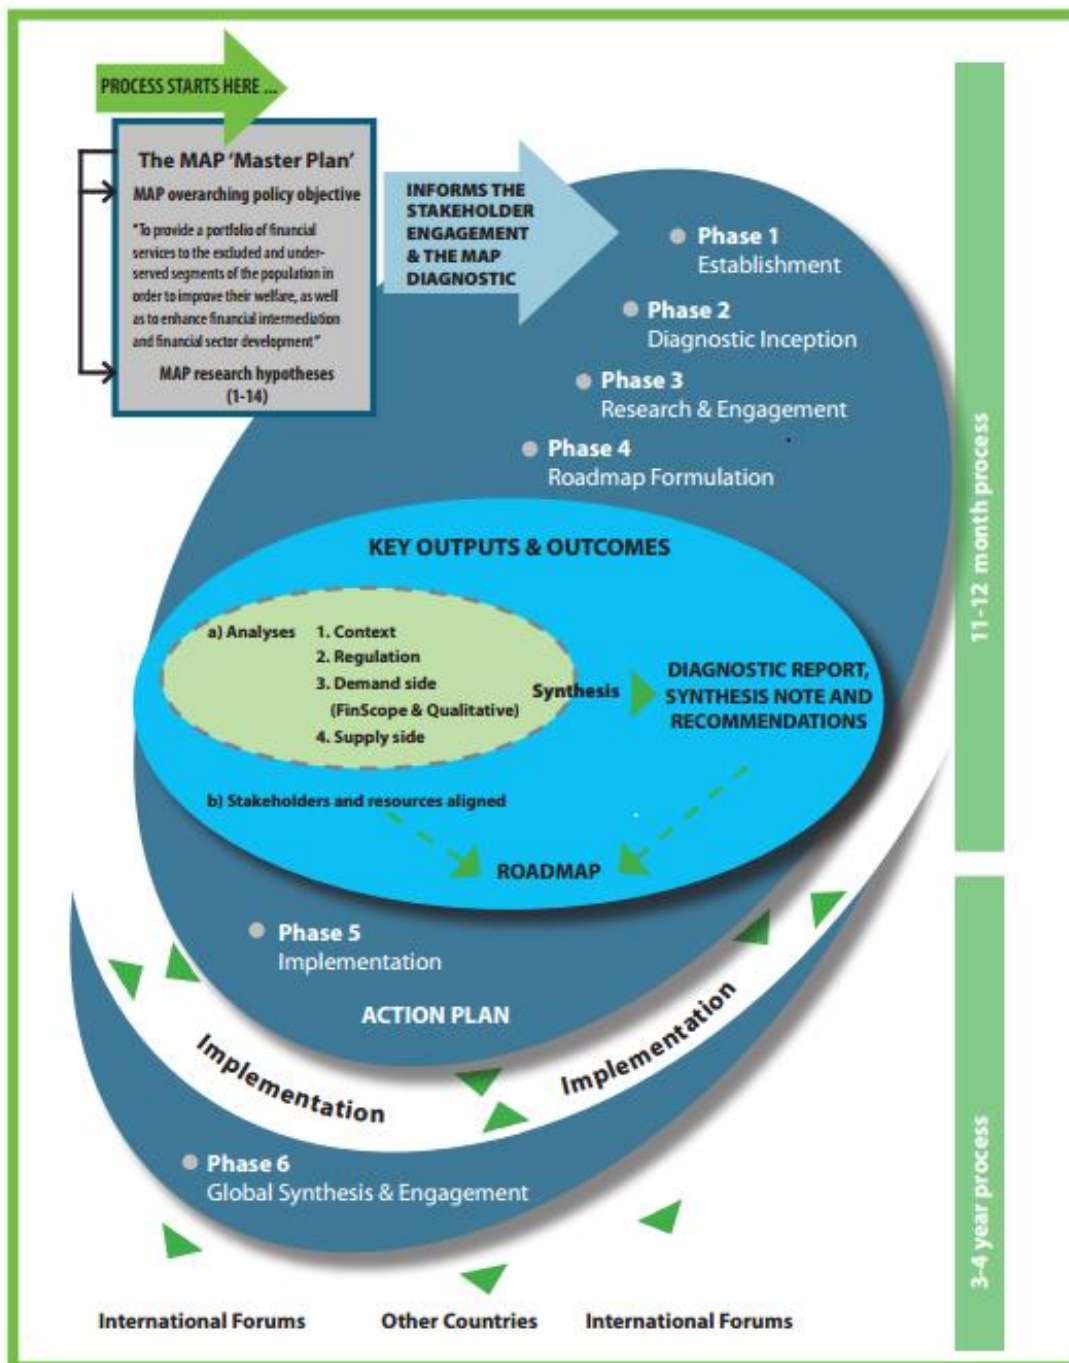 PROCESS STARTS HERE ...
The MAP 'Master Plan'
MAP overarching policy objective
"To provide a portfolio of financial
services to the excluded and under-
served segments of the population in
order to improve their welfare, as well
as to enhance financial intermediation
and financial sector development"
MAP research hypotheses
(1-14)
INFORMS THE
STAKEHOLDER
ENGAGEMENT
& THE MAP
DIAGNOSTIC
Phase 1
Establishment
Phase 2
Diagnostic Inception
Phase 3
Research & Engagement
Phase 4
Roadmap Formulation
KEY OUTPUTS & OUTCOMES
a) Analyses
1. Context
2. Regulation
3. Demand side
(FinScope & Qualitative)
4. Supply side
Synthesis
DIAGNOSTIC REPORT,
SYNTHESIS NOTE AND
RECOMMENDATIONS
b) Stakeholders and resources aligned
ROADMAP
Phase 5
Implementation
ACTION PLAN
Implementation
Implementation
Phase 6
Global Synthesis & Engagement
International Forums
Other Countries
International Forums
11-12 month process
3-4 year process